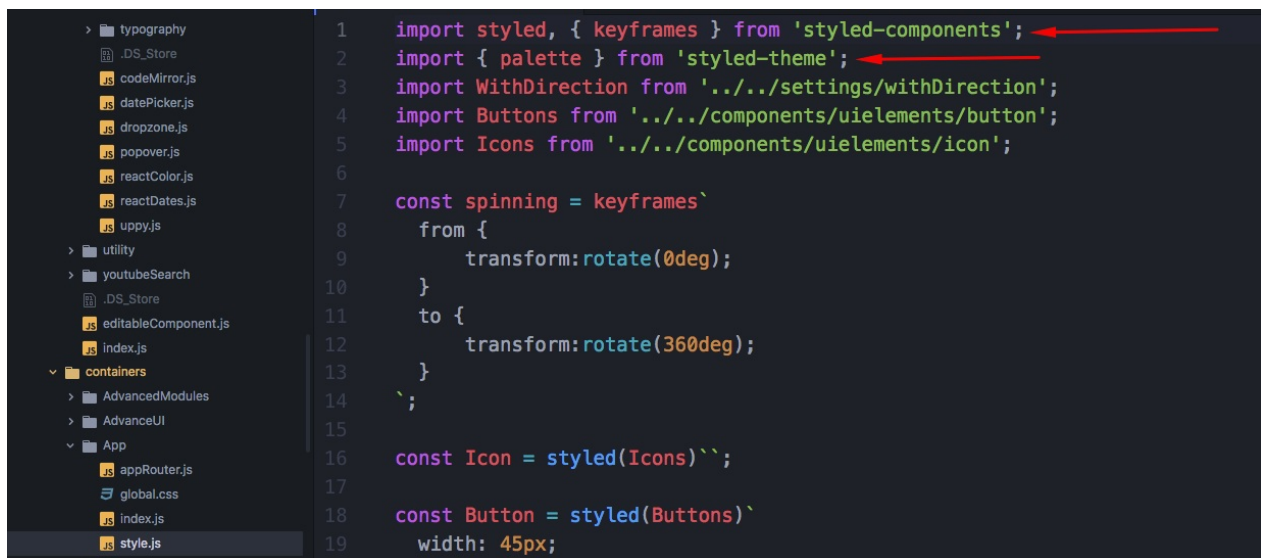 typography
.DS_Store
codeMirror.js
datePicker.js
dropzone.js
popover.js
reactColor.js
reactDates.js
uppy.js
utility
youtubeSearch
.DS_Store
editableComponent.js
index.js
containers
AdvancedModules
AdvanceUI
App
appRouter.js
global.css
index.js
style.js
1 import styled, { keyframes } from 'styled-components';
2 import { palette } from 'styled-theme';
3 import WithDirection from '../../settings/withDirection';
4 import Buttons from '../../components/uielements/button';
5 import Icons from '../../components/uielements/icon';
6
7 const spinning = keyframes`
8 from {
9 transform:rotate(0deg);
10 }
11 to {
12 transform:rotate(360deg);
13 }
14 `;
15
16 const Icon = styled(Icons)``;
17
18 const Button = styled(Buttons)`
19 width: 45px;